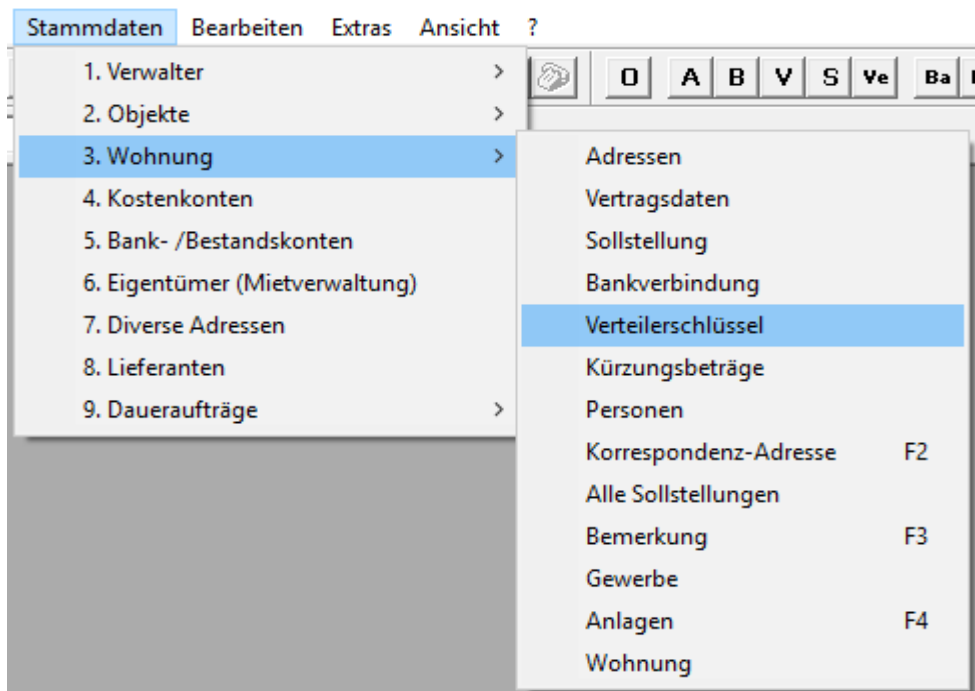 Stammdaten Bearbeiten Extras Ansicht ?
O A B V S Ve Ba
1. Verwalter
2. Objekte
3. Wohnung
4. Kostenkonten
5. Bank- /Bestandskonten
6. Eigentümer (Mietverwaltung)
7. Diverse Adressen
8. Lieferanten
9. Daueraufträge
Adressen
Vertragsdaten
Sollstellung
Bankverbindung
Verteilerschlüssel
Kürzungsbeträge
Personen
Korrespondenz-Adresse F2
Alle Sollstellungen
Bemerkung F3
Gewerbe
Anlagen F4
Wohnung